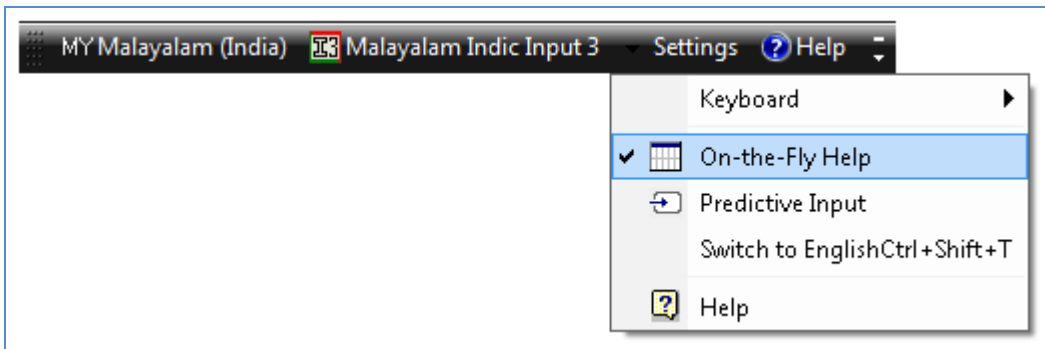 MY Malayalam (India) I3 Malayalam Indic Input 3 Settings ? Help
Keyboard
On-the-Fly Help
Predictive Input
Switch to EnglishCtrl+Shift+T
? Help